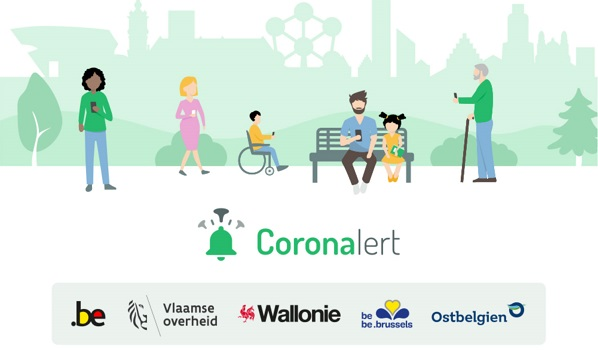 Coronalert
.be
Vlaamse
overheid
Wallonie
be
be.brussels
Ostbelgien